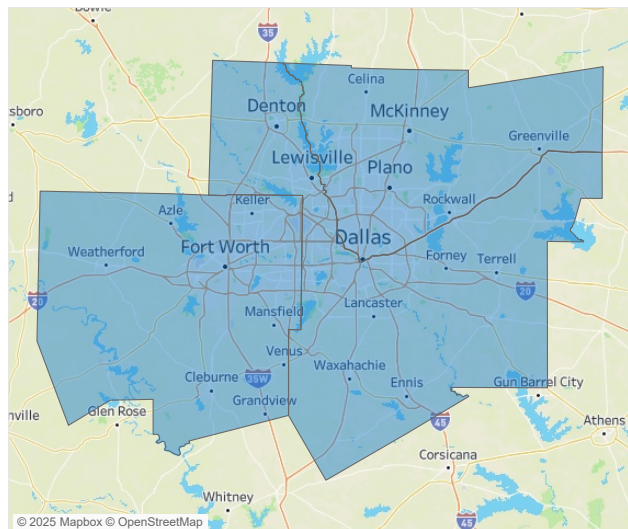 Bowie
35
Celina
Denton
McKinney
Greenville
Lewisville
Plano
sboro
Keller
Rockwall
Azle
Dallas
Fort Worth
Weatherford
Forney
Terrell
20
20
Lancaster
Mansfield
Venus
Waxahachie
35W
Cleburne
Ennis
Gun Barrel City
Grandview
nville
Glen Rose
45
Athens
Corsicana
Whitney
45
© 2025 Mapbox © OpenStreetMap